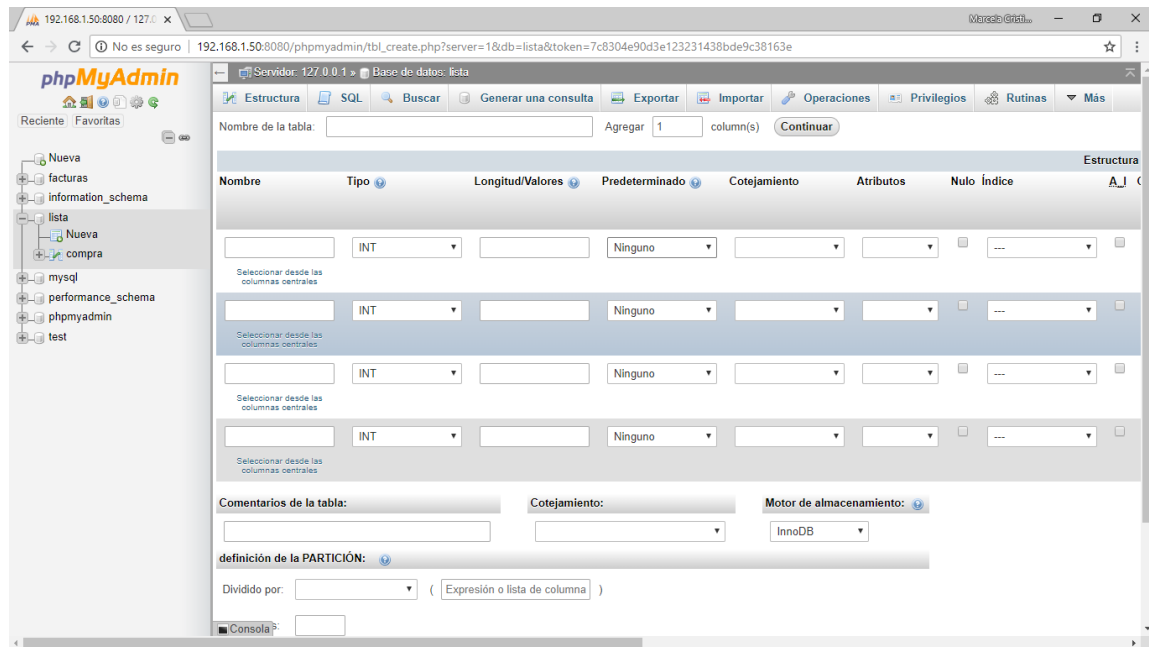 192.168.1.50:8080 / 127.0
Marcela Cristi...
No es seguro
192.168.1.50:8080/phpmyadmin/tbl_create.php?server=1&db=lista&token=7c8304e90d3e123231438bde9c38163e
phpMyAdmin
Reciente Favoritas
Nueva
facturas
information_schema
lista
Nueva
compra
mysql
performance_schema
phpmyadmin
test
Servidor: 127.0.0.1 » Base de datos: lista
Estructura SQL Buscar Generar una consulta Exportar Importar Operaciones Privilegios Rutinas Más
Nombre de la tabla: Agregar 1 column(s) Continuar
Estructura
Nombre Tipo Longitud/Valores Predeterminado Cotejamiento Atributos Nulo Índice A_I
INT Ninguno ---
Seleccionar desde las
columnas centrales
INT Ninguno ---
Seleccionar desde las
columnas centrales
INT Ninguno ---
Seleccionar desde las
columnas centrales
INT Ninguno ---
Seleccionar desde las
columnas centrales
Comentarios de la tabla: Cotejamiento: Motor de almacenamiento:
InnoDB
definición de la PARTICIÓN:
Dividido por: ( Expresión o lista de columna )
Consola